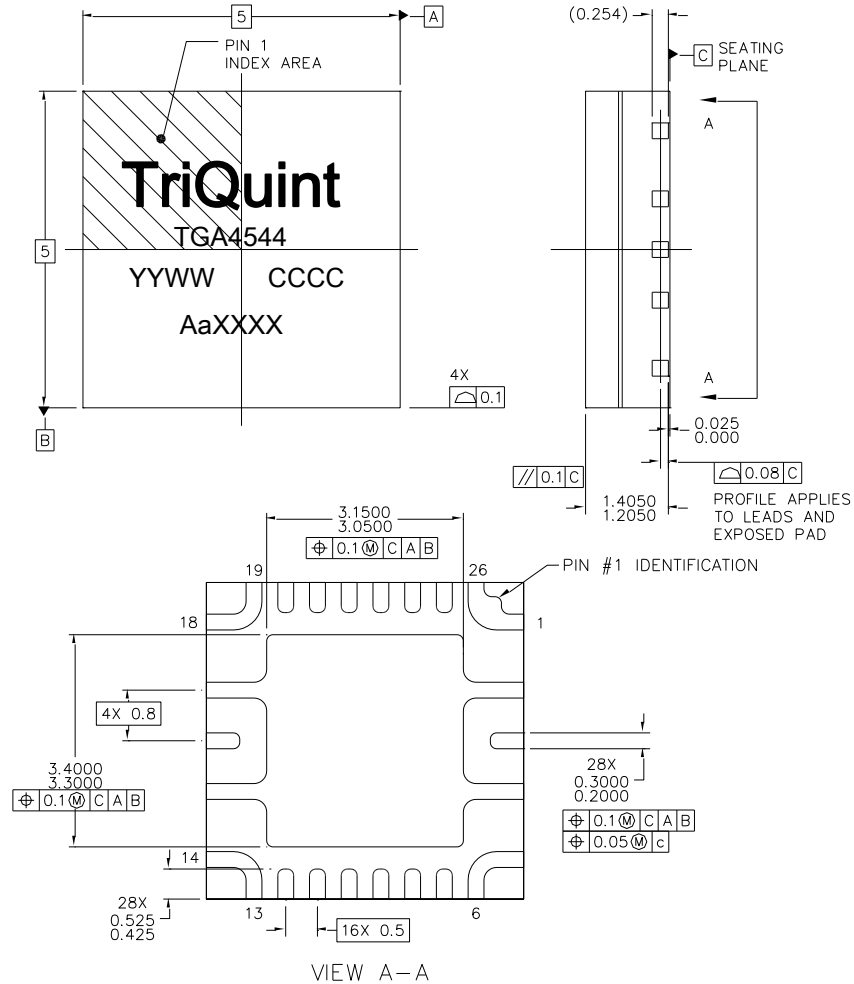 5
A
(0.254)
PIN 1
INDEX AREA
C
SEATING
PLANE
A
TriQuint
TGA4544
5
YYWW CCCC
AaXXXX
A
4X
⌓ 0.1
B
0.025
0.000
// 0.1 C
⌓ 0.08 C
1.4050
1.2050
PROFILE APPLIES
TO LEADS AND
EXPOSED PAD
3.1500
3.0500
⌖ 0.1 Ⓜ C A B
PIN #1 IDENTIFICATION
19
26
18
1
4X 0.8
3.4000
3.3000
⌖ 0.1 Ⓜ C A B
28X
0.3000
0.2000
⌖ 0.1 Ⓜ C A B
⌖ 0.05 Ⓜ c
14
28X
0.525
0.425
13
6
16X 0.5
VIEW A-A